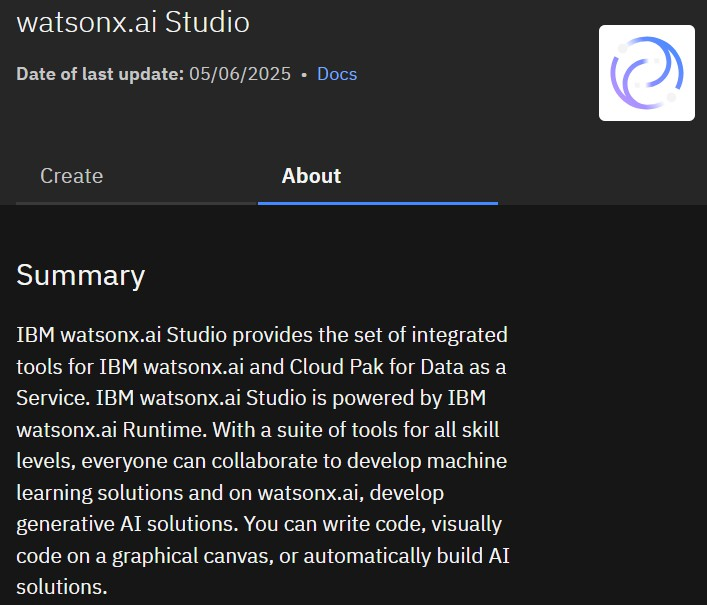 watsonx.ai Studio
Date of last update: 05/06/2025 • Docs
Create About
Summary
IBM watsonx.ai Studio provides the set of integrated
tools for IBM watsonx.ai and Cloud Pak for Data as a
Service. IBM watsonx.ai Studio is powered by IBM
watsonx.ai Runtime. With a suite of tools for all skill
levels, everyone can collaborate to develop machine
learning solutions and on watsonx.ai, develop
generative AI solutions. You can write code, visually
code on a graphical canvas, or automatically build AI
solutions.